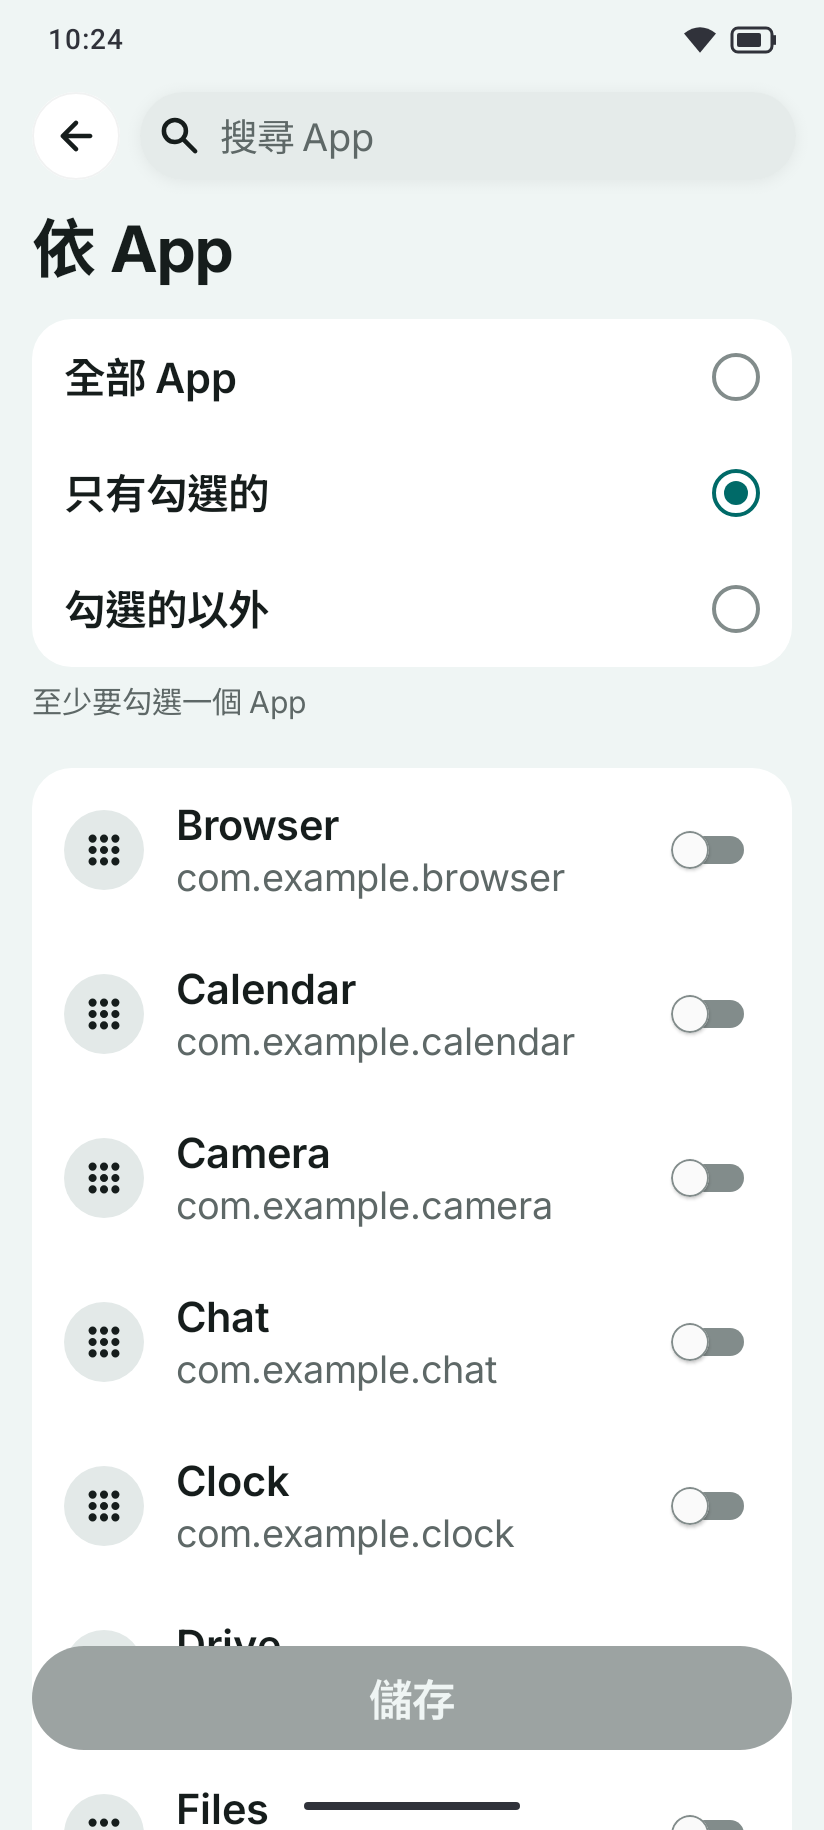 10:24
搜尋 App
依 App
全部 App
只有勾選的
勾選的以外
至少要勾選一個 App
Browser
com.example.browser
Calendar
com.example.calendar
Camera
com.example.camera
Chat
com.example.chat
Clock
com.example.clock
Drive
儲存
Files